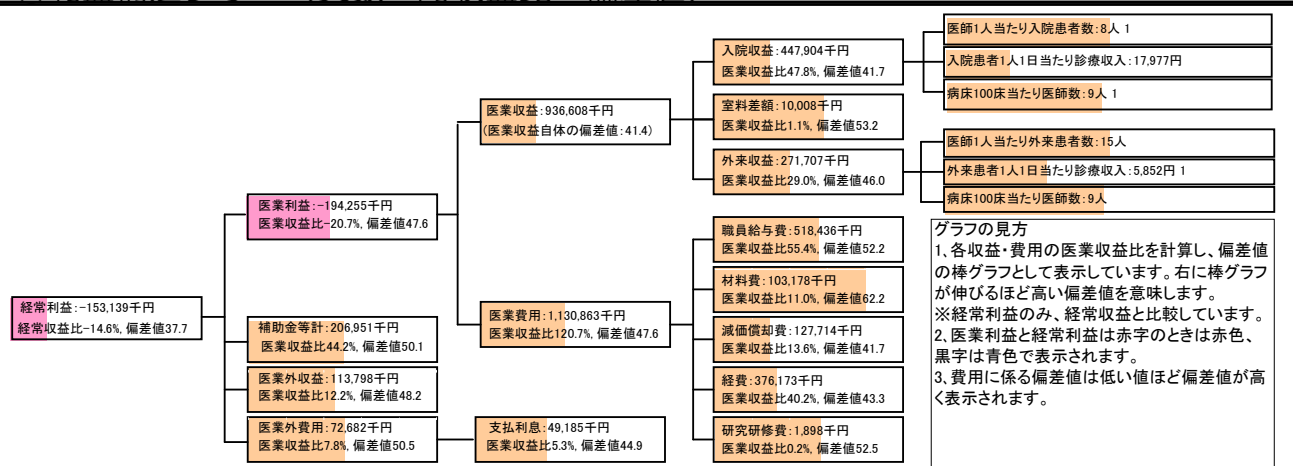 経常利益:-153,139千円
経常収益比-14.6%, 偏差値37.7
医業利益:-194,255千円
医業収益比-20.7%, 偏差値47.6
補助金等計:206,951千円
医業収益比44.2%, 偏差値50.1
医業外収益:113,798千円
医業収益比12.2%, 偏差値48.2
医業外費用:72,682千円
医業収益比7.8%, 偏差値50.5
医業収益:936,608千円
(医業収益自体の偏差値:41.4)
医業費用:1,130,863千円
医業収益比120.7%, 偏差値47.6
支払利息:49,185千円
医業収益比5.3%, 偏差値44.9
入院収益:447,904千円
医業収益比47.8%, 偏差値41.7
室料差額:10,008千円
医業収益比1.1%, 偏差値53.2
外来収益:271,707千円
医業収益比29.0%, 偏差値46.0
職員給与費:518,436千円
医業収益比55.4%, 偏差値52.2
材料費:103,178千円
医業収益比11.0%, 偏差値62.2
減価償却費:127,714千円
医業収益比13.6%, 偏差値41.7
経費:376,173千円
医業収益比40.2%, 偏差値43.3
研究研修費:1,898千円
医業収益比0.2%, 偏差値52.5
医師1人当たり入院患者数:8人 1
入院患者1人1日当たり診療収入:17,977円
病床100床当たり医師数:9人 1
医師1人当たり外来患者数:15人
外来患者1人1日当たり診療収入:5,852円 1
病床100床当たり医師数:9人
グラフの見方
1、各収益・費用の医業収益比を計算し、偏差値
の棒グラフとして表示しています。右に棒グラフ
が伸びるほど高い偏差値を意味します。
※経常利益のみ、経常収益と比較しています。
2、医業利益と経常利益は赤字のときは赤色、
黒字は青色で表示されます。
3、費用に係る偏差値は低い値ほど偏差値が高
く表示されます。